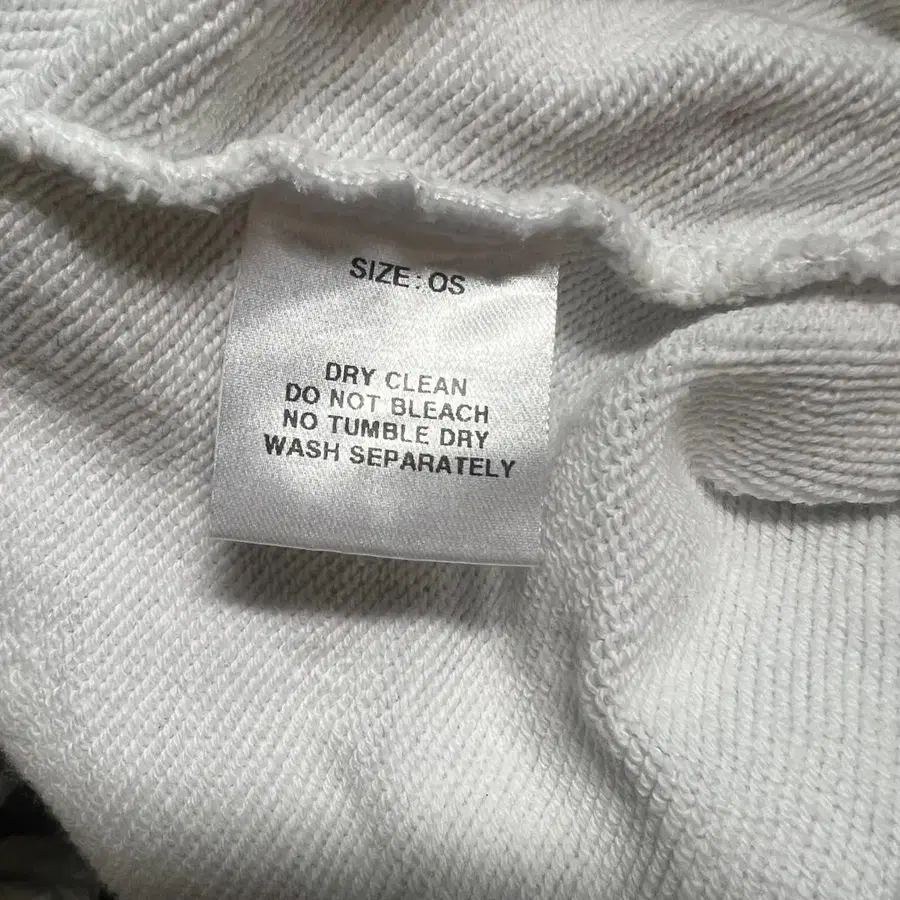 SIZE: OS
DRY CLEAN
DO NOT BLEACH
NO TUMBLE DRY
WASH SEPARATELY